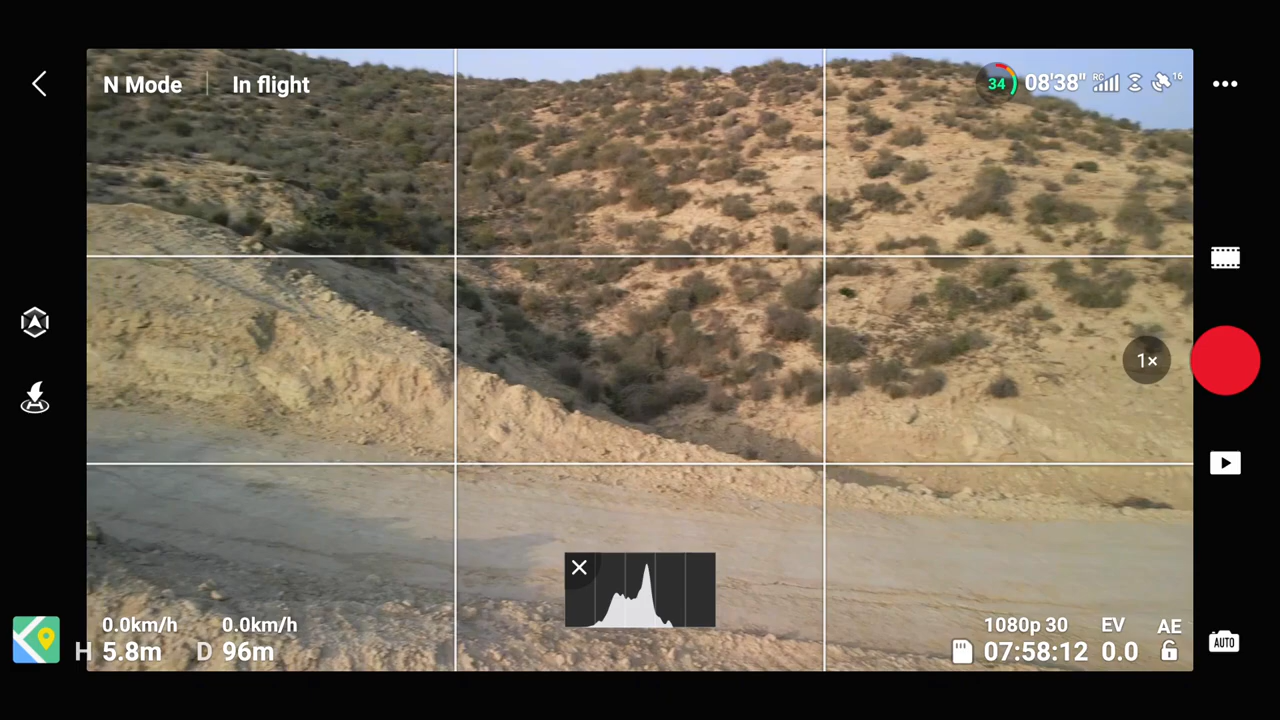 N Mode | In flight
34 08'38" RC 16
1×
0.0km/h 0.0km/h
H 5.8m D 96m
1080p 30 EV AE
07:58:12 0.0
AUTO